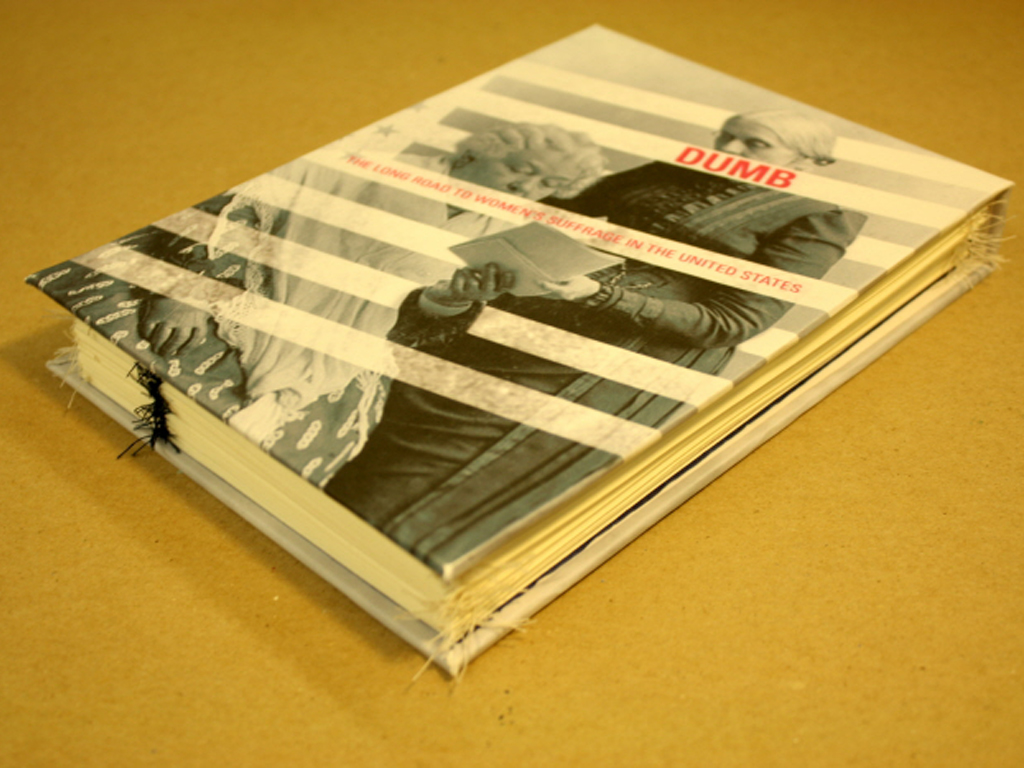 DUMB
THE LONG ROAD TO WOMEN'S SUFFRAGE IN THE UNITED STATES